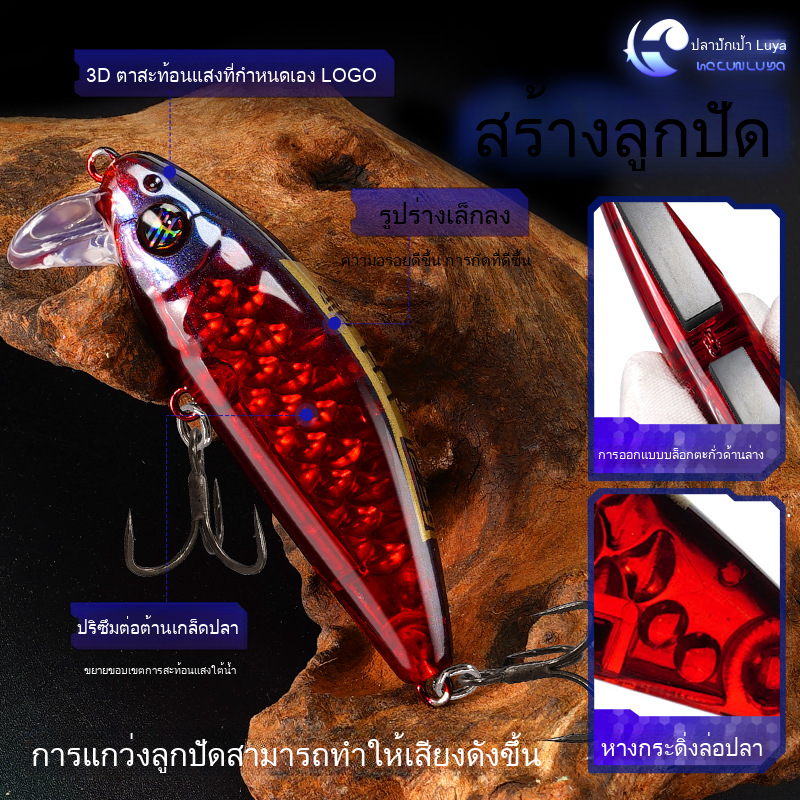 ปลาปักเป้า Luya
HECUNLUYA
3D ตาสะท้อนแสงที่กำหนดเอง LOGO
สร้างลูกปัด
รูปร่างเล็กลง
ความอร่อยดีขึ้น การกัดที่ดีขึ้น
การออกแบบบล็อกตะกั่วด้านล่าง
ปริซึมต่อต้านเกล็ดปลา
ขยายขอบเขตการสะท้อนแสงใต้น้ำ
การแกว่งลูกปัดสามารถทำให้เสียงดังขึ้น
หางกระดิ่งล่อปลา